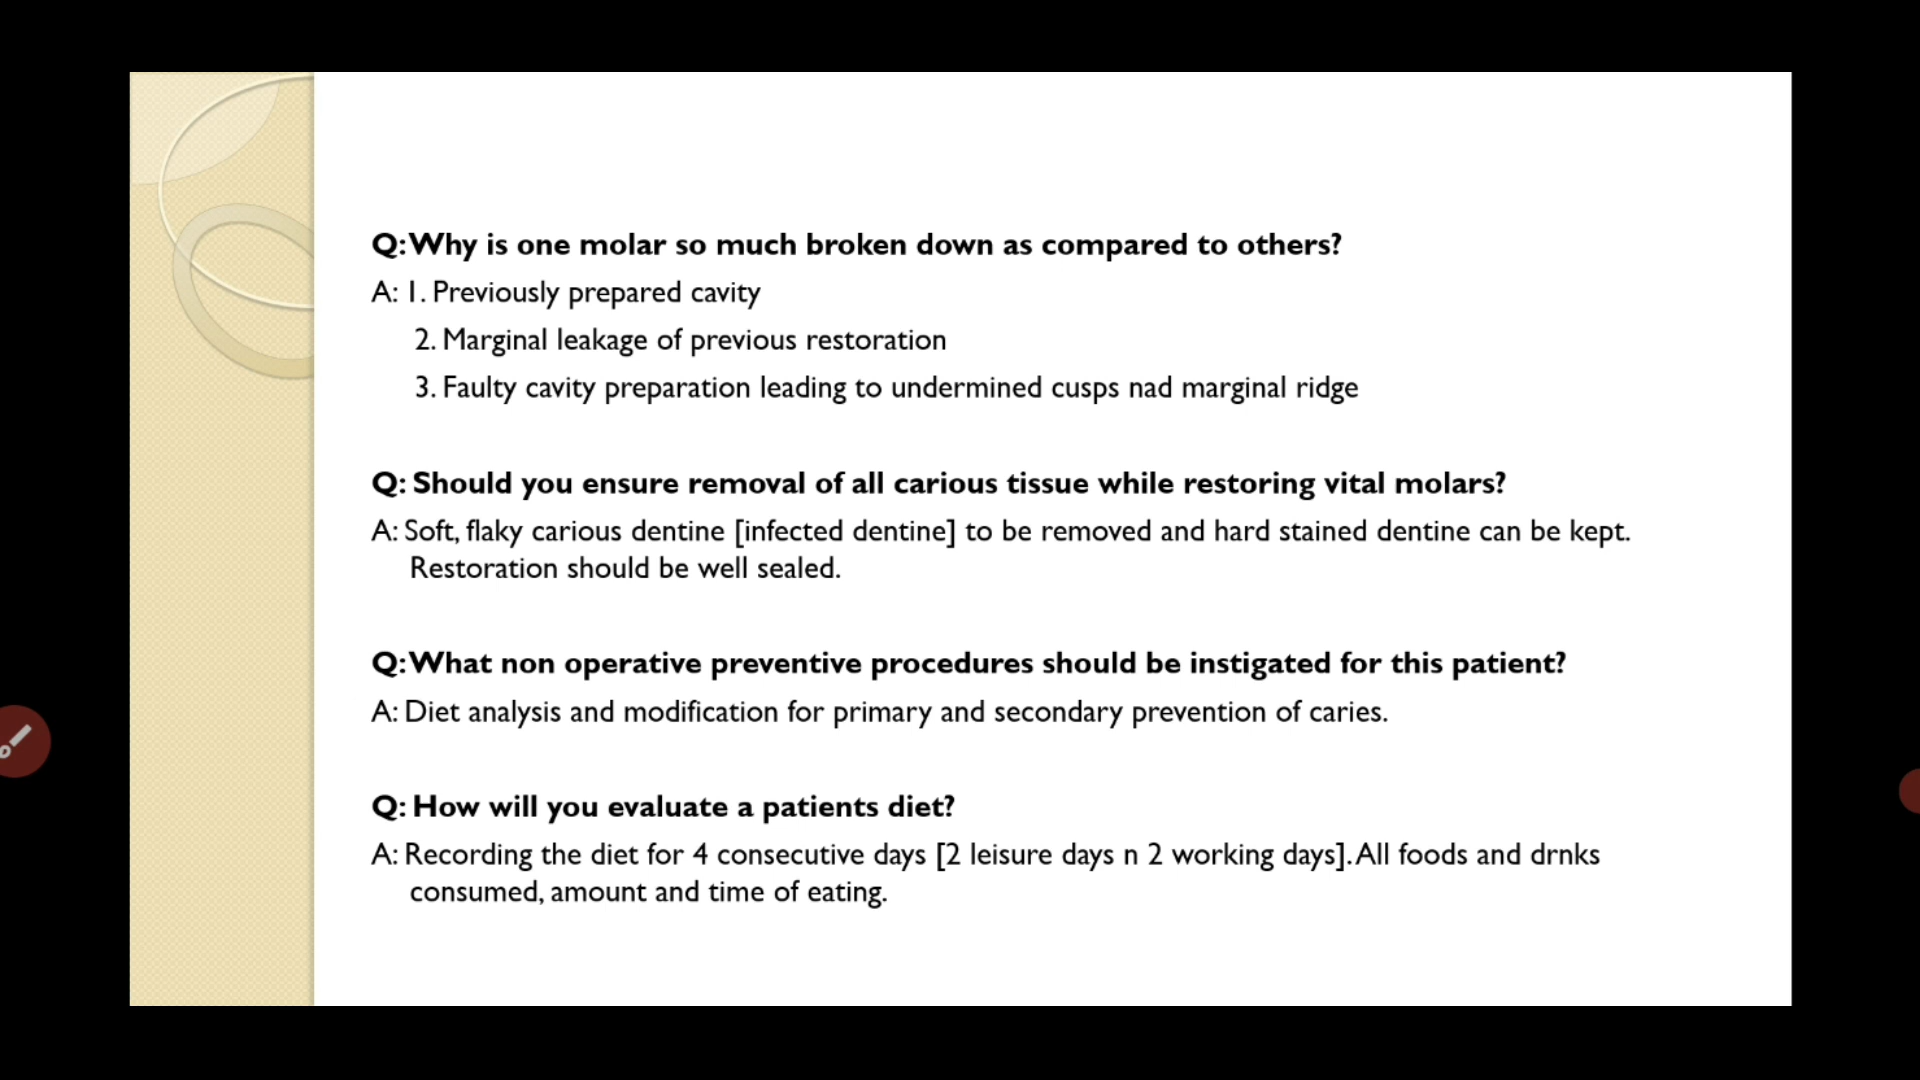 Q: Why is one molar so much broken down as compared to others?
A: 1. Previously prepared cavity
2. Marginal leakage of previous restoration
3. Faulty cavity preparation leading to undermined cusps nad marginal ridge
Q: Should you ensure removal of all carious tissue while restoring vital molars?
A: Soft, flaky carious dentine [infected dentine] to be removed and hard stained dentine can be kept.
Restoration should be well sealed.
Q: What non operative preventive procedures should be instigated for this patient?
A: Diet analysis and modification for primary and secondary prevention of caries.
Q: How will you evaluate a patients diet?
A: Recording the diet for 4 consecutive days [2 leisure days n 2 working days]. All foods and drnks
consumed, amount and time of eating.